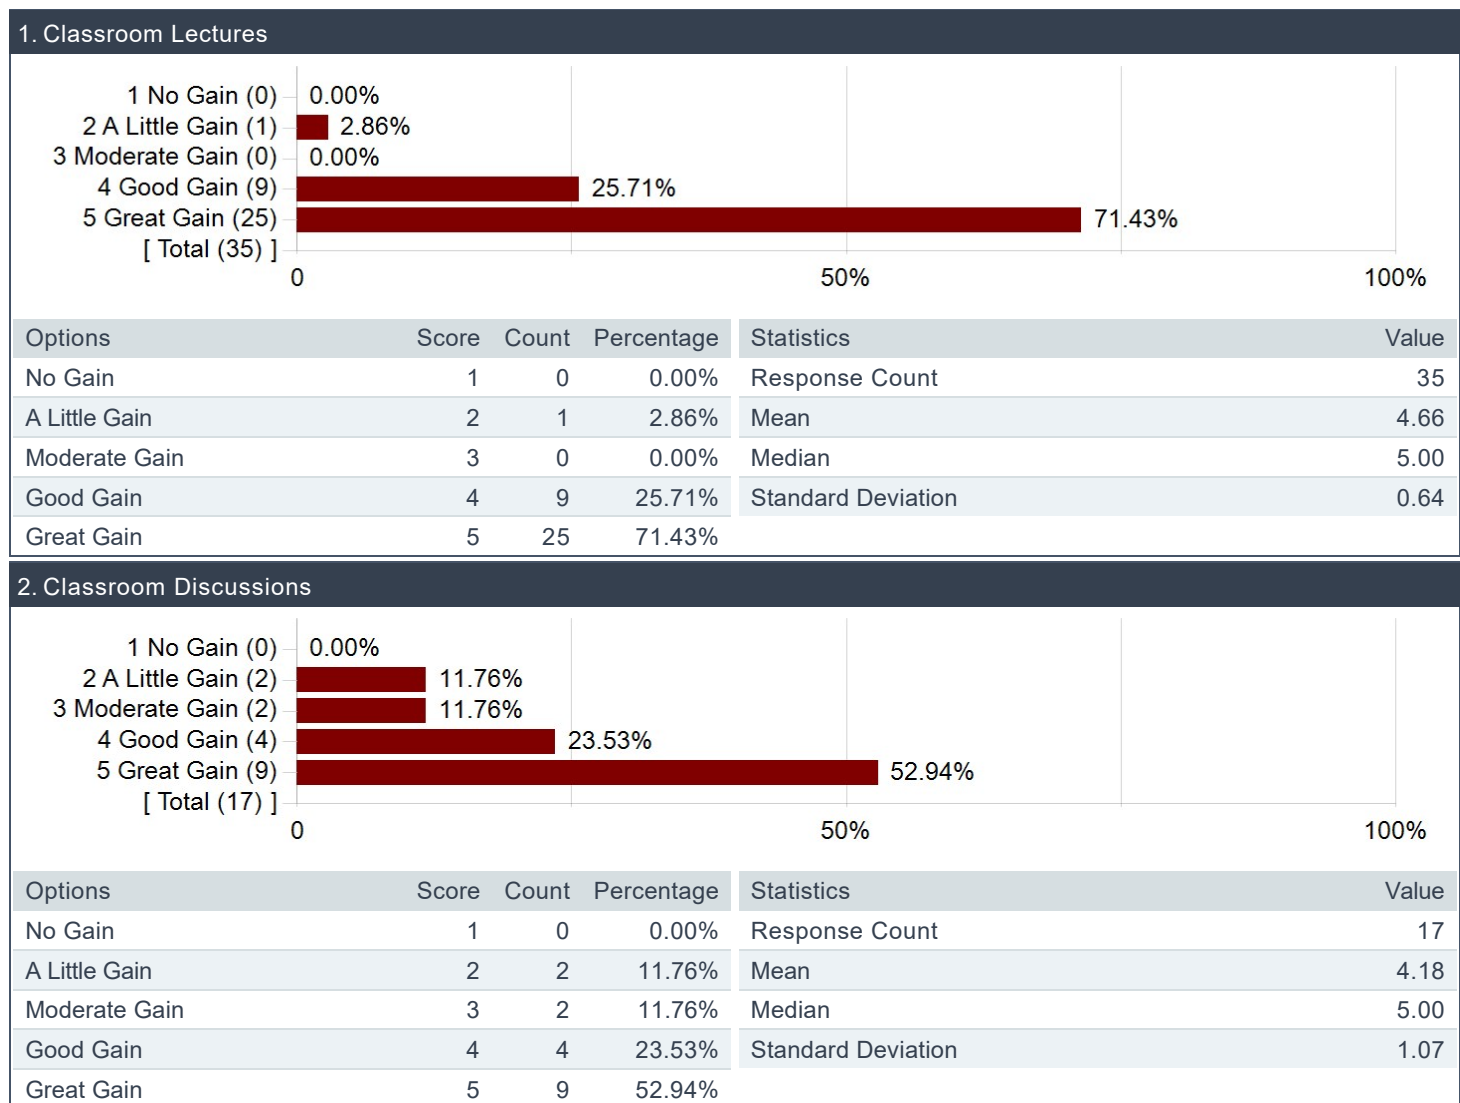 1. Classroom Lectures
1 No Gain (0) 0.00%
2 A Little Gain (1) 2.86%
3 Moderate Gain (0) 0.00%
4 Good Gain (9) 25.71%
5 Great Gain (25) 71.43%
[ Total (35) ]
0 50% 100%
Options Score Count Percentage Statistics Value
No Gain 1 0 0.00% Response Count 35
A Little Gain 2 1 2.86% Mean 4.66
Moderate Gain 3 0 0.00% Median 5.00
Good Gain 4 9 25.71% Standard Deviation 0.64
Great Gain 5 25 71.43%
2. Classroom Discussions
1 No Gain (0) 0.00%
2 A Little Gain (2) 11.76%
3 Moderate Gain (2) 11.76%
4 Good Gain (4) 23.53%
5 Great Gain (9) 52.94%
[ Total (17) ]
0 50% 100%
Options Score Count Percentage Statistics Value
No Gain 1 0 0.00% Response Count 17
A Little Gain 2 2 11.76% Mean 4.18
Moderate Gain 3 2 11.76% Median 5.00
Good Gain 4 4 23.53% Standard Deviation 1.07
Great Gain 5 9 52.94%